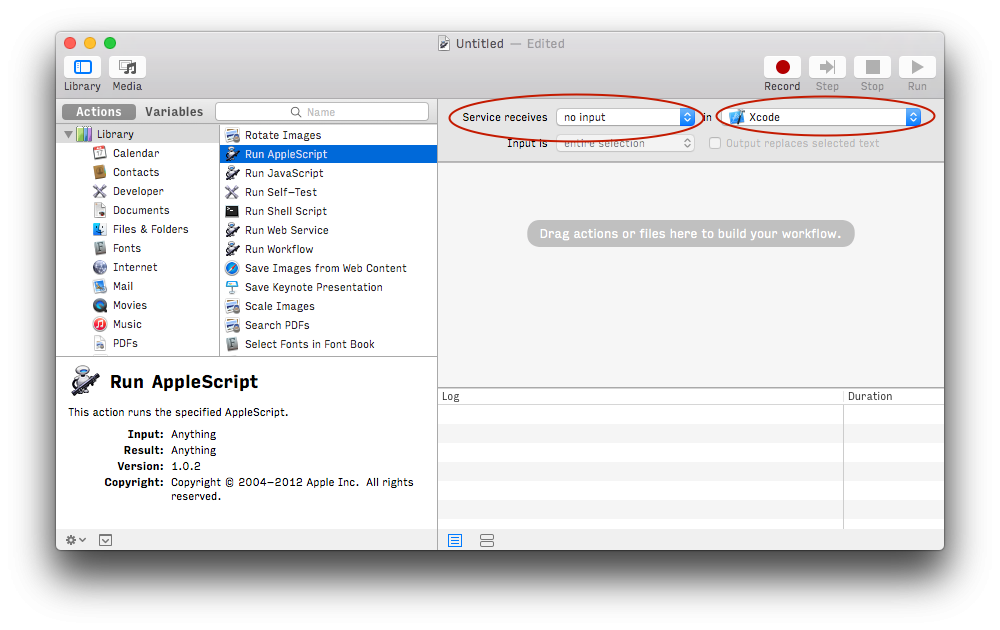 Untitled — Edited
Library Media
Record Step Stop Run
Actions Variables Name
Service receives no input in Xcode
Input is entire selection Output replaces selected text
Library
Calendar
Contacts
Developer
Documents
Files & Folders
Fonts
Internet
Mail
Movies
Music
PDFs
Rotate Images
Run AppleScript
Run JavaScript
Run Self-Test
Run Shell Script
Run Web Service
Run Workflow
Save Images from Web Content
Save Keynote Presentation
Scale Images
Search PDFs
Select Fonts in Font Book
Drag actions or files here to build your workflow.
Run AppleScript
This action runs the specified AppleScript.
Input: Anything
Result: Anything
Version: 1.0.2
Copyright: Copyright © 2004–2012 Apple Inc. All rights
reserved.
Log Duration